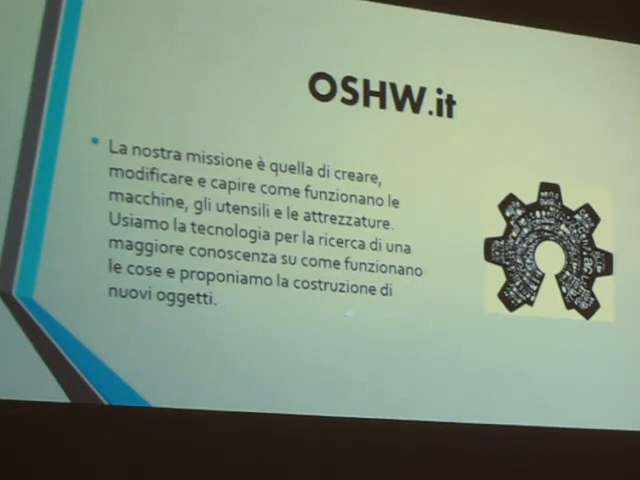 OSHW.it
La nostra missione è quella di creare,
modificare e capire come funzionano le
macchine, gli utensili e le attrezzature.
Usiamo la tecnologia per la ricerca di una
maggiore conoscenza su come funzionano
le cose e proponiamo la costruzione di
nuovi oggetti.